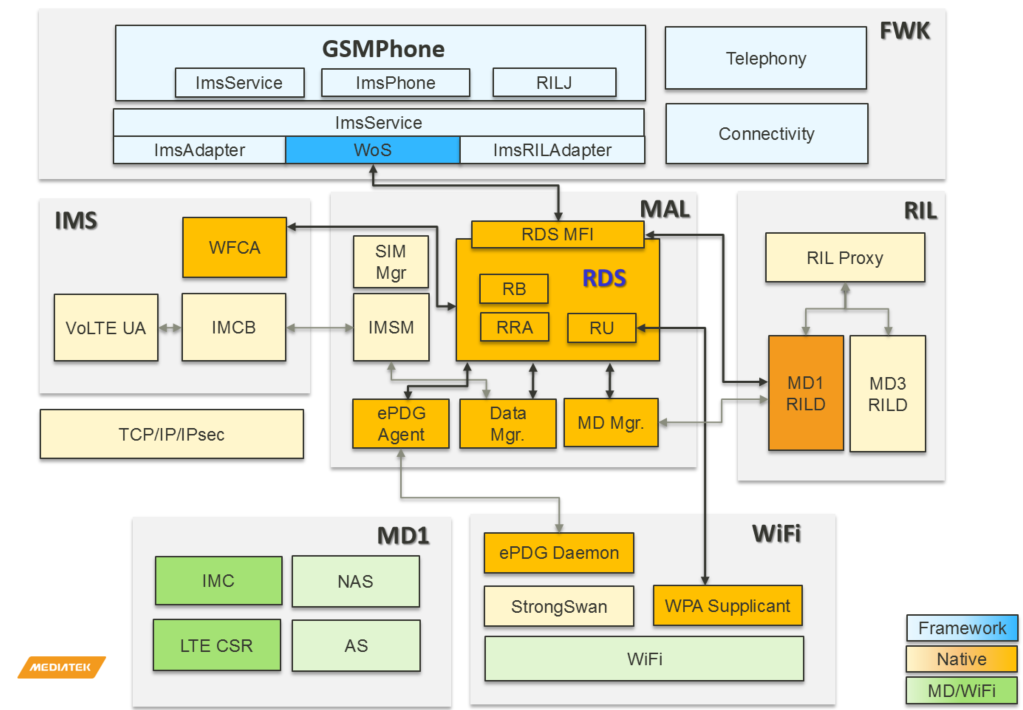 FWK
GSMPhone
ImsService
ImsPhone
RILJ
Telephony
ImsService
ImsAdapter
WoS
ImsRILAdapter
Connectivity
IMS
WFCA
VoLTE UA
IMCB
TCP/IP/IPsec
MAL
RDS MFI
SIM
Mgr
IMSM
RDS
RB
RRA
RU
ePDG
Agent
Data
Mgr.
MD Mgr.
RIL
RIL Proxy
MD1
RILD
MD3
RILD
MD1
IMC
NAS
LTE CSR
AS
WiFi
ePDG Daemon
StrongSwan
WPA Supplicant
WiFi
Framework
Native
MD/WiFi
MEDIATEK